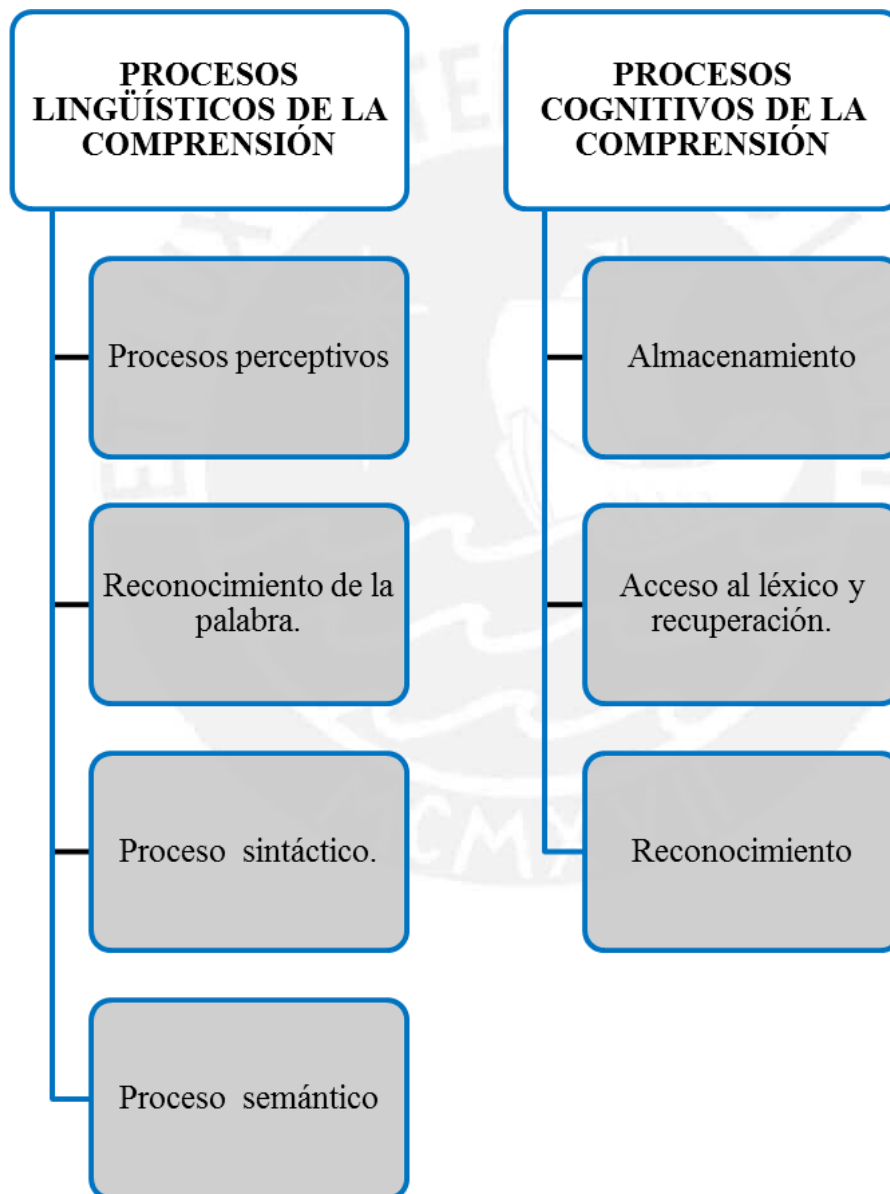 PROCESOS
LINGÜÍSTICOS DE LA
COMPRENSIÓN
Procesos perceptivos
Reconocimiento de la
palabra.
Proceso sintáctico.
Proceso semántico
PROCESOS
COGNITIVOS DE LA
COMPRENSIÓN
Almacenamiento
Acceso al léxico y
recuperación.
Reconocimiento
MCMXVII